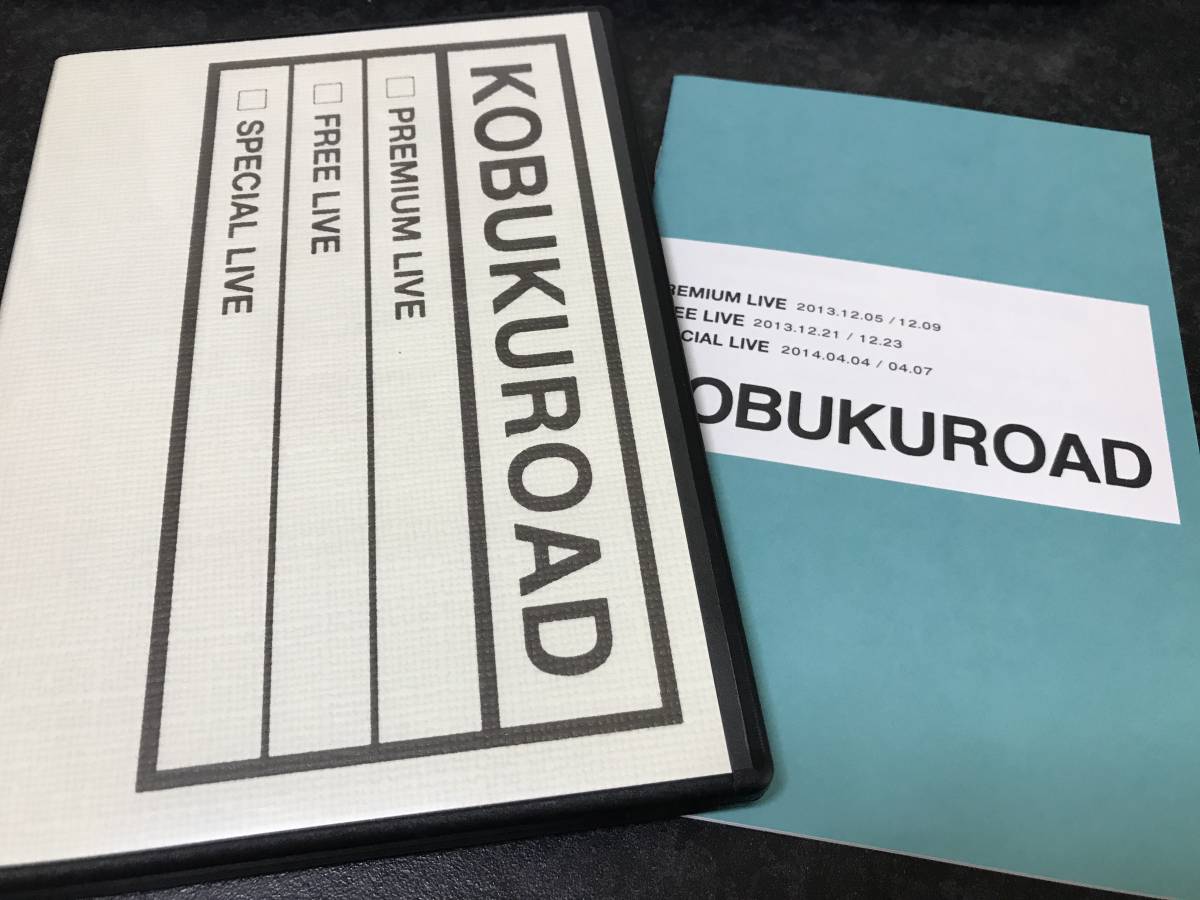 KOBUKUROAD
PREMIUM LIVE
FREE LIVE
SPECIAL LIVE
REMIUM LIVE 2013.12.05 / 12.09
EE LIVE 2013.12.21 / 12.23
CIAL LIVE 2014.04.04 / 04.07
OBUKUROAD